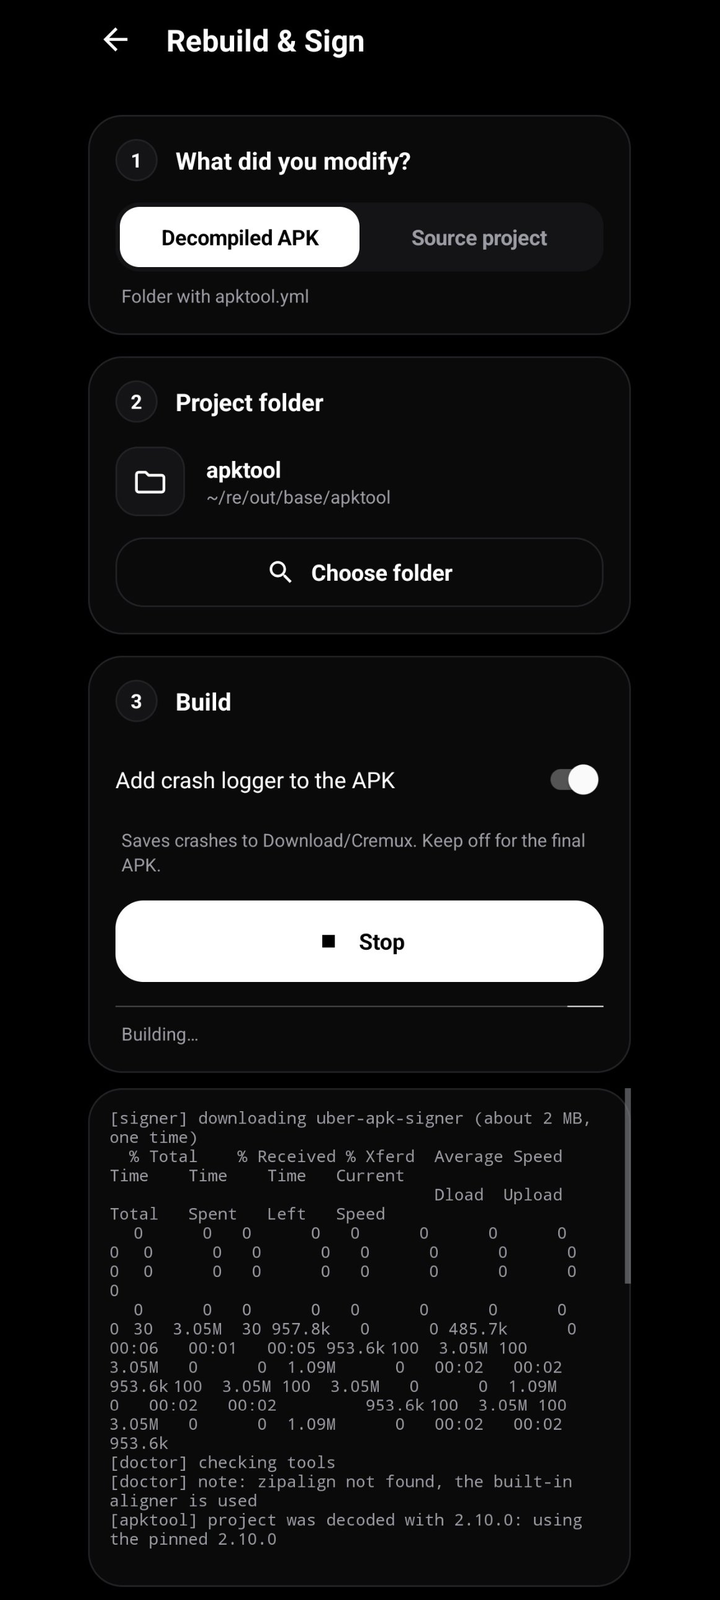 Rebuild & Sign
1 What did you modify?
Decompiled APK Source project
Folder with apktool.yml
2 Project folder
apktool
~/re/out/base/apktool
Choose folder
3 Build
Add crash logger to the APK
Saves crashes to Download/Cremux. Keep off for the final
APK.
Stop
Building…
[signer] downloading uber-apk-signer (about 2 MB,
one time)
% Total % Received % Xferd Average Speed
Time Time Time Current
Dload Upload
Total Spent Left Speed
0 0 0 0 0 0 0 0
0 0 0 0 0 0 0 0 0
0 0 0 0 0 0 0 0 0
0
0 0 0 0 0 0 0 0
0 30 3.05M 30 957.8k 0 0 485.7k 0
00:06 00:01 00:05 953.6k 100 3.05M 100
3.05M 0 0 1.09M 0 00:02 00:02
953.6k 100 3.05M 100 3.05M 0 0 1.09M
0 00:02 00:02 953.6k 100 3.05M 100
3.05M 0 0 1.09M 0 00:02 00:02
953.6k
[doctor] checking tools
[doctor] note: zipalign not found, the built-in
aligner is used
[apktool] project was decoded with 2.10.0: using
the pinned 2.10.0